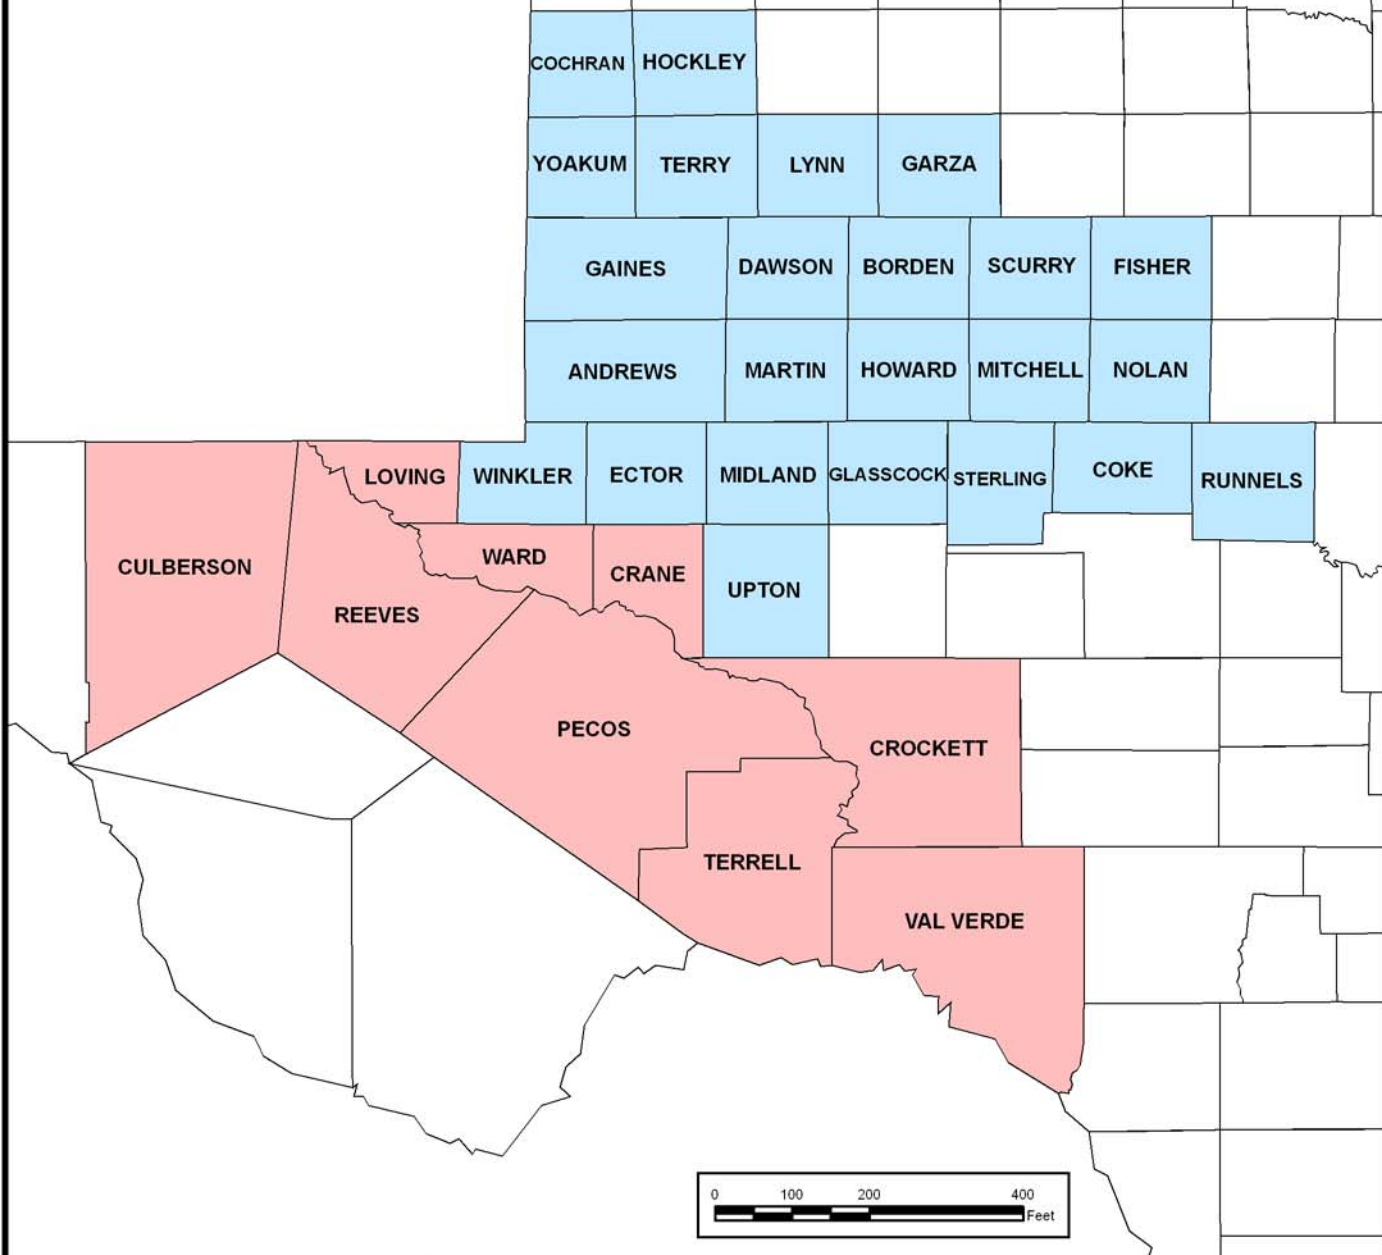 COCHRAN HOCKLEY
YOAKUM TERRY LYNN GARZA
GAINES DAWSON BORDEN SCURRY FISHER
ANDREWS MARTIN HOWARD MITCHELL NOLAN
LOVING WINKLER ECTOR MIDLAND GLASSCOCK STERLING COKE RUNNELS
CULBERSON WARD CRANE UPTON
REEVES
PECOS CROCKETT
TERRELL
VAL VERDE
0 100 200 400
Feet